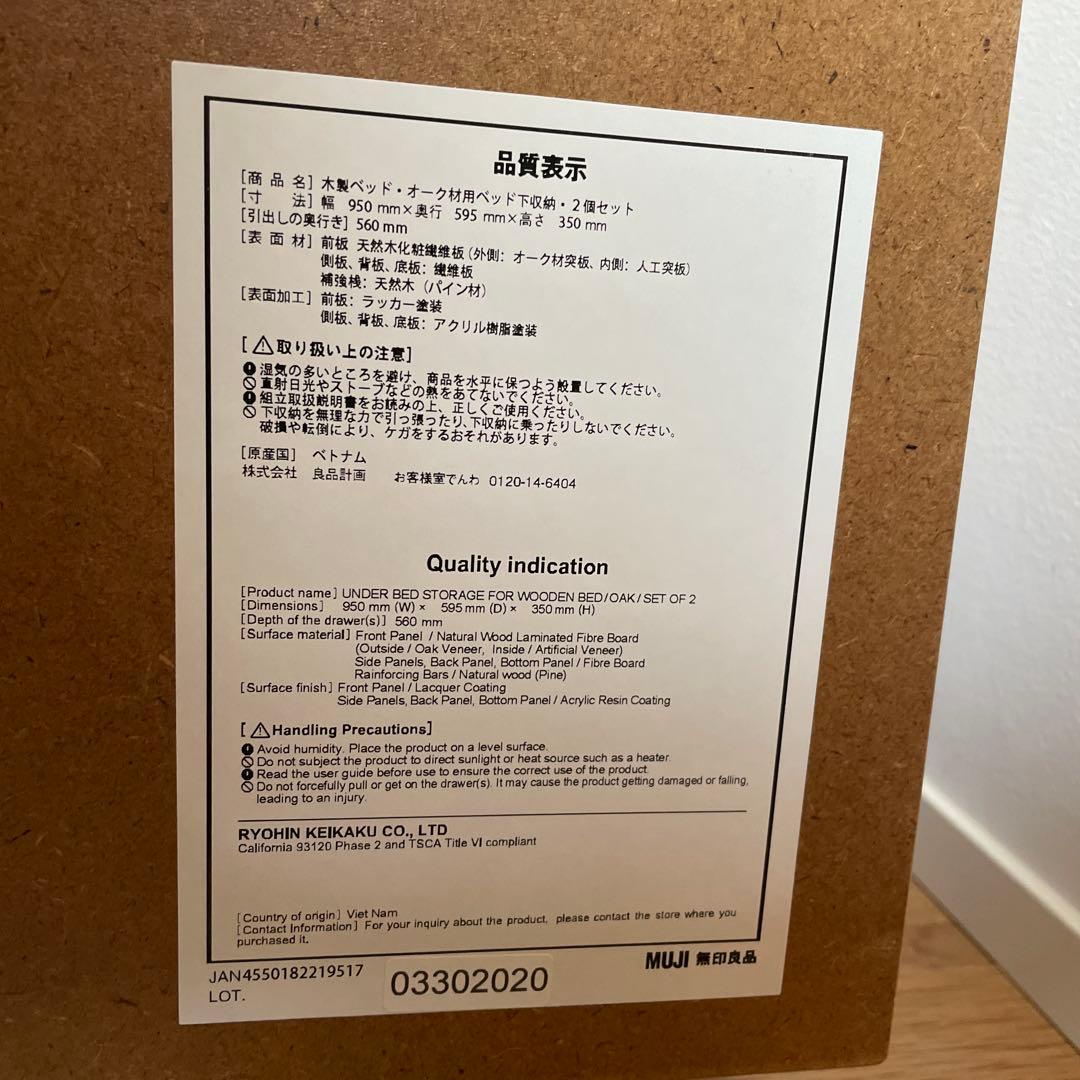 品質表示
[商 品 名] 木製ベッド・オーク材用ベッド下収納・2個セット
[寸 法] 幅 950 mm×奥行 595 mm×高さ 350 mm
[引出しの奥行き] 560 mm
[表 面 材] 前板 天然木化粧繊維板(外側:オーク材突板、内側:人工突板)
側板、背板、底板:繊維板
補強桟:天然木(パイン材)
[表面加工] 前板:ラッカー塗装
側板、背板、底板:アクリル樹脂塗装
[⚠取り扱い上の注意]
湿気の多いところを避け、商品を水平に保つよう設置してください。
直射日光やストーブなどの熱をあてないでください。
組立取扱説明書をお読みの上、正しくご使用ください。
下収納を無理な力で引っ張ったり、下収納に乗ったりしないでください。
破損や転倒により、ケガをするおそれがあります。
[原産国] ベトナム
株式会社 良品計画 お客様室でんわ 0120-14-6404
Quality indication
[Product name] UNDER BED STORAGE FOR WOODEN BED/OAK/SET OF 2
[Dimensions] 950 mm (W) × 595 mm (D) × 350 mm (H)
[Depth of the drawer(s)] 560 mm
[Surface material] Front Panel / Natural Wood Laminated Fibre Board
(Outside / Oak Veneer, Inside / Artificial Veneer)
Side Panels, Back Panel, Bottom Panel / Fibre Board
Rainforcing Bars / Natural wood (Pine)
[Surface finish] Front Panel / Lacquer Coating
Side Panels, Back Panel, Bottom Panel / Acrylic Resin Coating
[⚠Handling Precautions]
Avoid humidity. Place the product on a level surface.
Do not subject the product to direct sunlight or heat source such as a heater.
Read the user guide before use to ensure the correct use of the product.
Do not forcefully pull or get on the drawer(s). It may cause the product getting damaged or falling,
leading to an injury.
RYOHIN KEIKAKU CO., LTD
California 93120 Phase 2 and TSCA Title VI compliant
[Country of origin] Viet Nam
[Contact Information] For your inquiry about the product, please contact the store where you
purchased it.
MUJI 無印良品
JAN4550182219517
LOT. 03302020